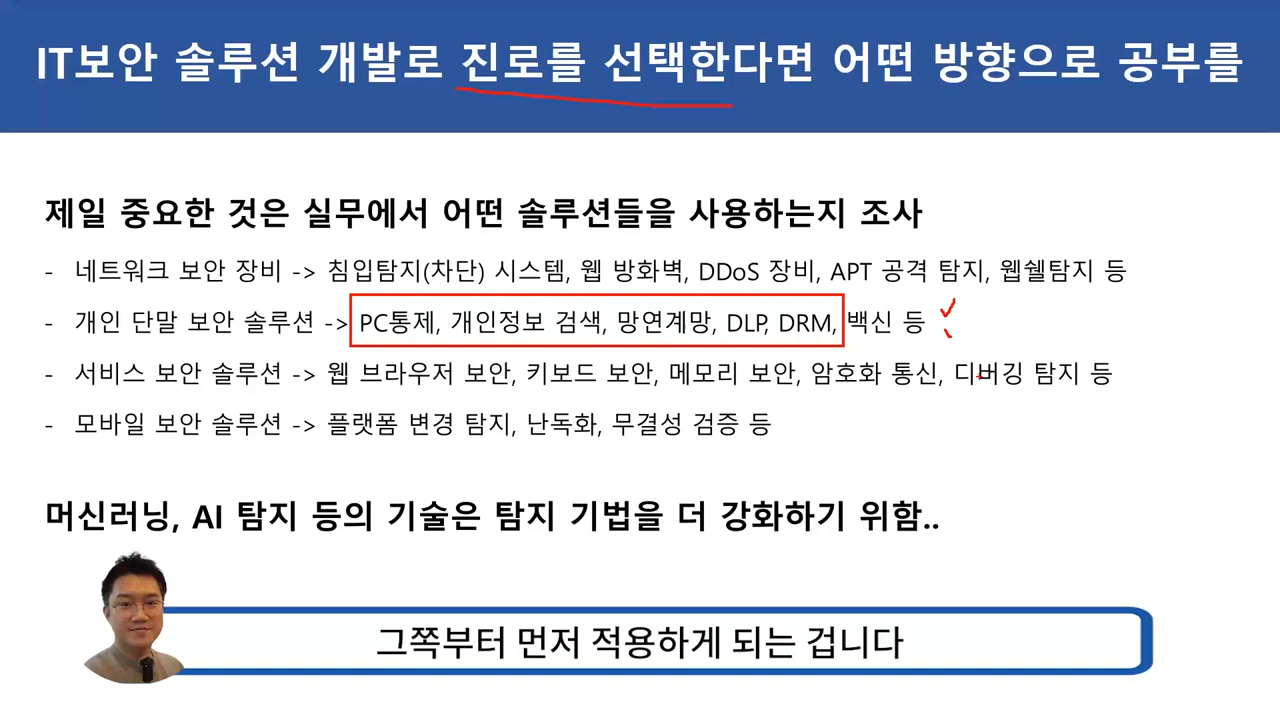 IT보안 솔루션 개발로 진로를 선택한다면 어떤 방향으로 공부를
제일 중요한 것은 실무에서 어떤 솔루션들을 사용하는지 조사
- 네트워크 보안 장비 -> 침입탐지(차단) 시스템, 웹 방화벽, DDoS 장비, APT 공격 탐지, 웹쉘탐지 등
- 개인 단말 보안 솔루션 -> PC통제, 개인정보 검색, 망연계망, DLP, DRM, 백신 등
- 서비스 보안 솔루션 -> 웹 브라우저 보안, 키보드 보안, 메모리 보안, 암호화 통신, 디버깅 탐지 등
- 모바일 보안 솔루션 -> 플랫폼 변경 탐지, 난독화, 무결성 검증 등
머신러닝, AI 탐지 등의 기술은 탐지 기법을 더 강화하기 위함..
그쪽부터 먼저 적용하게 되는 겁니다